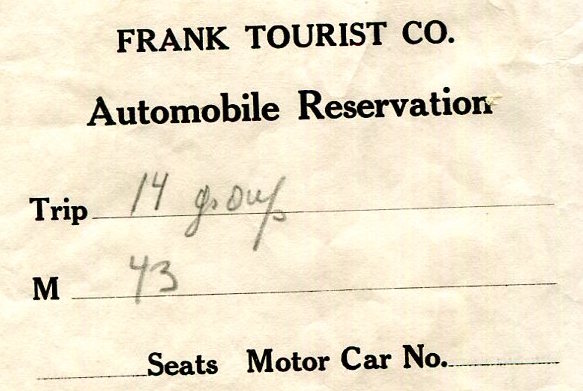 FRANK TOURIST CO.
Automobile Reservation
Trip 14 group
M 43
Seats Motor Car No.